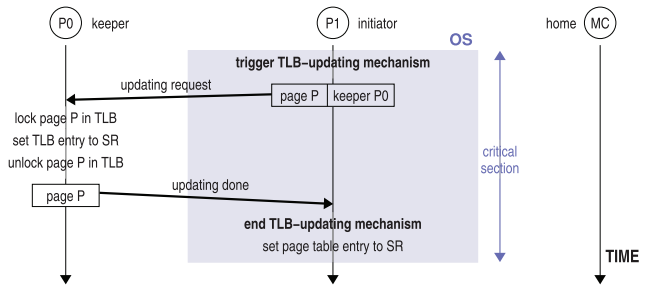 P0 keeper
P1 initiator
home MC
OS
trigger TLB–updating mechanism
updating request
page P keeper P0
lock page P in TLB
set TLB entry to SR
unlock page P in TLB
critical
section
updating done
page P
end TLB–updating mechanism
set page table entry to SR
TIME